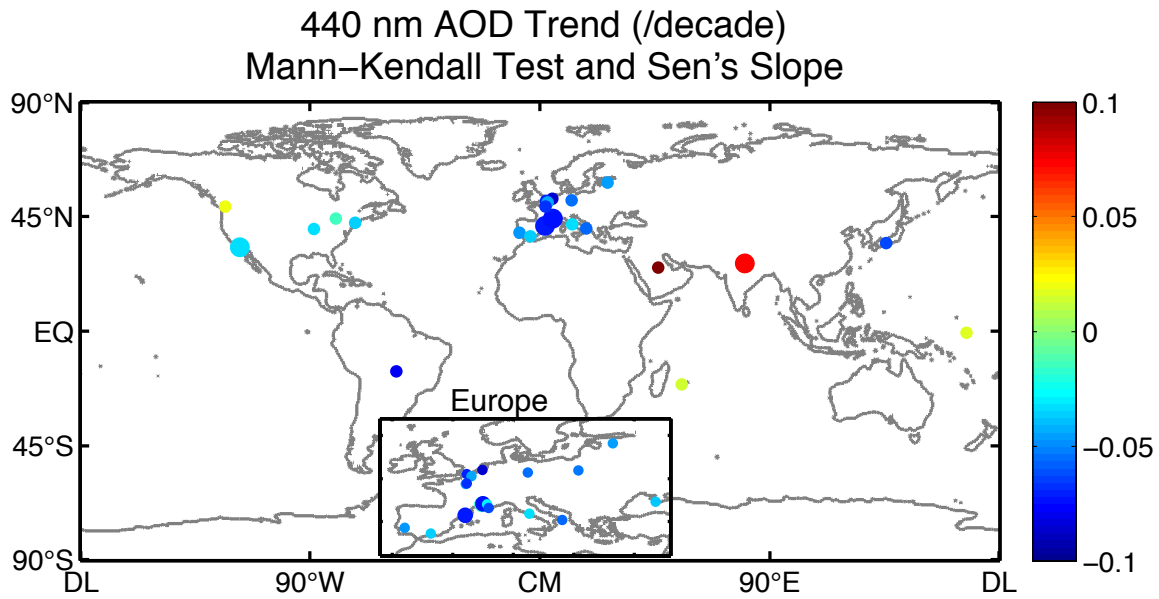 440 nm AOD Trend (/decade)
Mann−Kendall Test and Sen's Slope
90°N
45°N
EQ
45°S
90°S
DL
90°W
CM
90°E
DL
Europe
0.1
0.05
0
−0.05
−0.1